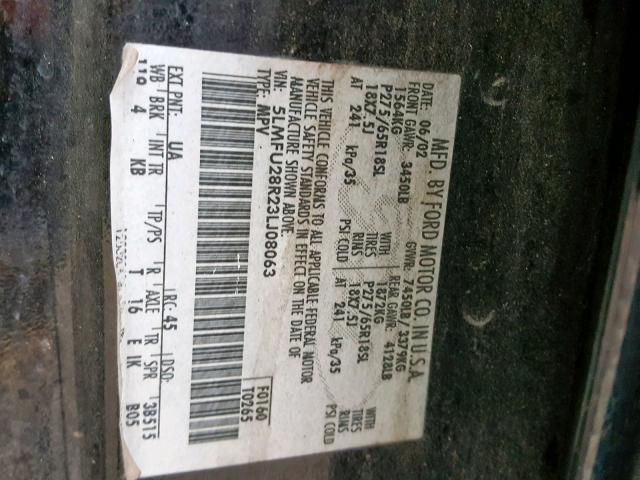 MFD. BY FORD MOTOR CO. IN U.S.A.
DATE: 06/02 GVWR: 7450LB/ 3379KG
FRONT GAWR: 3450LB REAR GAWR: 4128LB
1564KG WITH 1872KG WITH
P275/65R18SL TIRES P275/65R18SL TIRES
18X7.5J RIMS 18X7.5J RIMS
AT 241 kPa/35 PSI COLD AT 241 kPa/35 PSI COLD
THIS VEHICLE CONFORMS TO ALL APPLICABLE FEDERAL MOTOR
VEHICLE SAFETY STANDARDS IN EFFECT ON THE DATE OF
MANUFACTURE SHOWN ABOVE.
VIN: 5LMFU28R23LJ08063
TYPE: MPV
F0160
T0265
EXT PNT: UA RC: 45 DSO:
WB BRK INT TR TP/PS R AXLE TR SPR 3B515
119 4 KB T 16 E IK B05